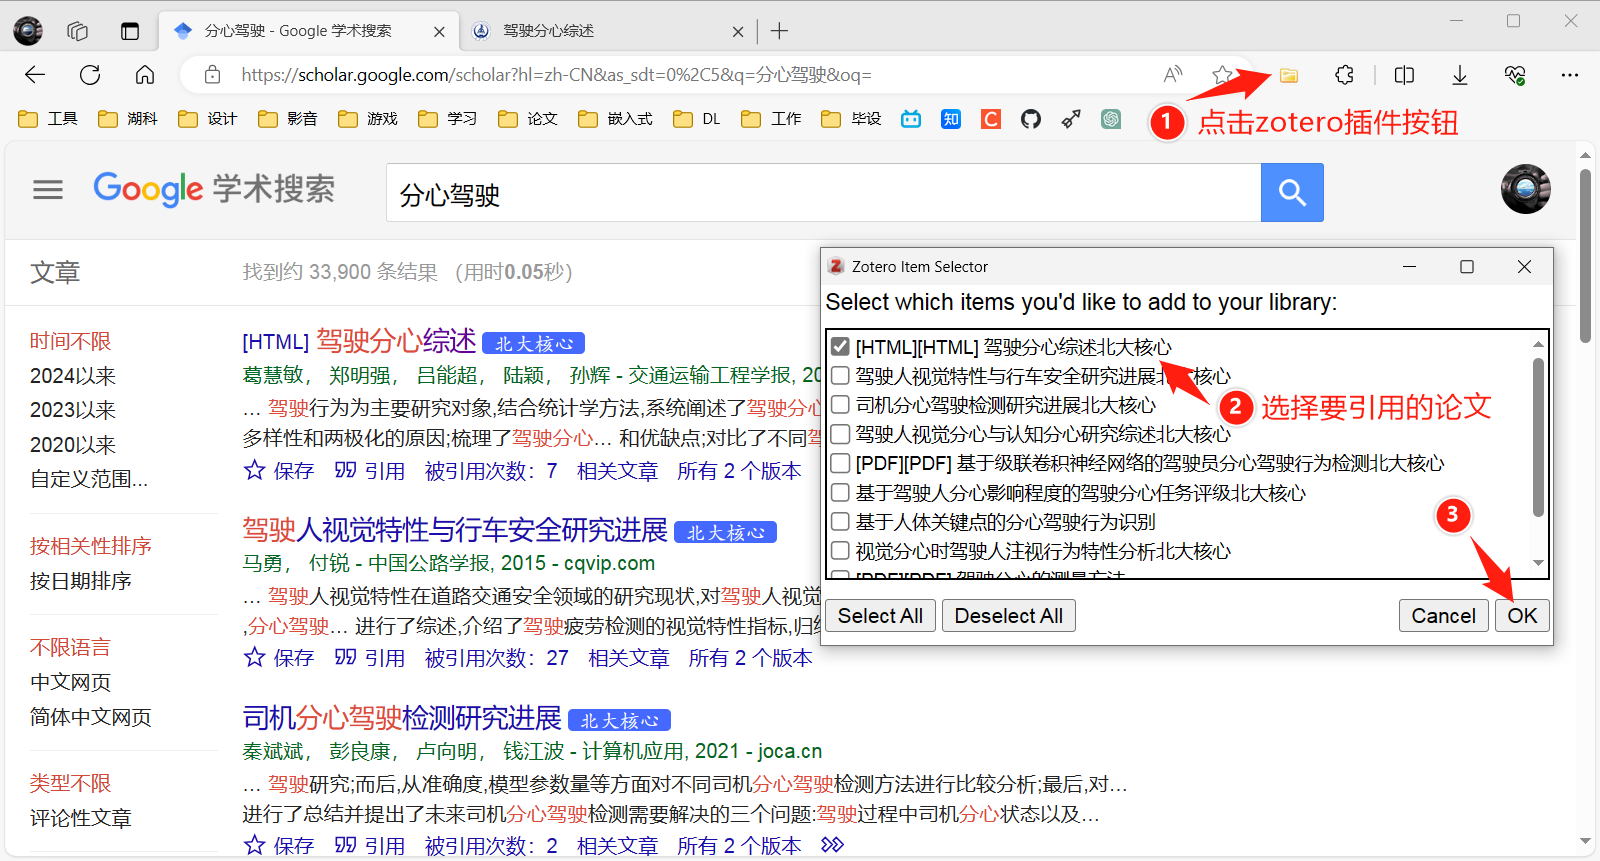 分心驾驶 - Google 学术搜索
驾驶分心综述
https://scholar.google.com/scholar?hl=zh-CN&as_sdt=0%2C5&q=分心驾驶&oq=
工具 湖科 设计 影音 游戏 学习 论文 嵌入式 DL 工作 毕设 知 C
1 点击zotero插件按钮
Google 学术搜索
分心驾驶
文章
找到约 33,900 条结果 (用时0.05秒)
时间不限
2024以来
2023以来
2020以来
自定义范围...
按相关性排序
按日期排序
不限语言
中文网页
简体中文网页
类型不限
评论性文章
[HTML] 驾驶分心综述 北大核心
葛慧敏, 郑明强, 吕能超, 陆颖, 孙辉 - 交通运输工程学报, 20
... 驾驶行为为主要研究对象,结合统计学方法,系统阐述了驾驶分心
多样性和两极化的原因;梳理了驾驶分心... 和优缺点;对比了不同驾
保存 引用 被引用次数: 7 相关文章 所有 2 个版本
驾驶人视觉特性与行车安全研究进展 北大核心
马勇, 付锐 - 中国公路学报, 2015 - cqvip.com
... 驾驶人视觉特性在道路交通安全领域的研究现状,对驾驶人视觉
,分心驾驶... 进行了综述,介绍了驾驶疲劳检测的视觉特性指标,归纳
保存 引用 被引用次数: 27 相关文章 所有 2 个版本
司机分心驾驶检测研究进展 北大核心
秦斌斌, 彭良康, 卢向明, 钱江波 - 计算机应用, 2021 - joca.cn
... 驾驶研究;而后,从准确度,模型参数量等方面对不同司机分心驾驶检测方法进行比较分析;最后,对...
进行了总结并提出了未来司机分心驾驶检测需要解决的三个问题:驾驶过程中司机分心状态以及...
保存 引用 被引用次数: 2 相关文章 所有 2 个版本
Z Zotero Item Selector
Select which items you'd like to add to your library:
[HTML][HTML] 驾驶分心综述北大核心
驾驶人视觉特性与行车安全研究进展北大核心
司机分心驾驶检测研究进展北大核心
驾驶人视觉分心与认知分心研究综述北大核心
[PDF][PDF] 基于级联卷积神经网络的驾驶员分心驾驶行为检测北大核心
基于驾驶人分心影响程度的驾驶分心任务评级北大核心
基于人体关键点的分心驾驶行为识别
视觉分心时驾驶人注视行为特性分析北大核心
[PDF][PDF] 驾驶分心的测量方法
2 选择要引用的论文
3
Select All Deselect All Cancel OK